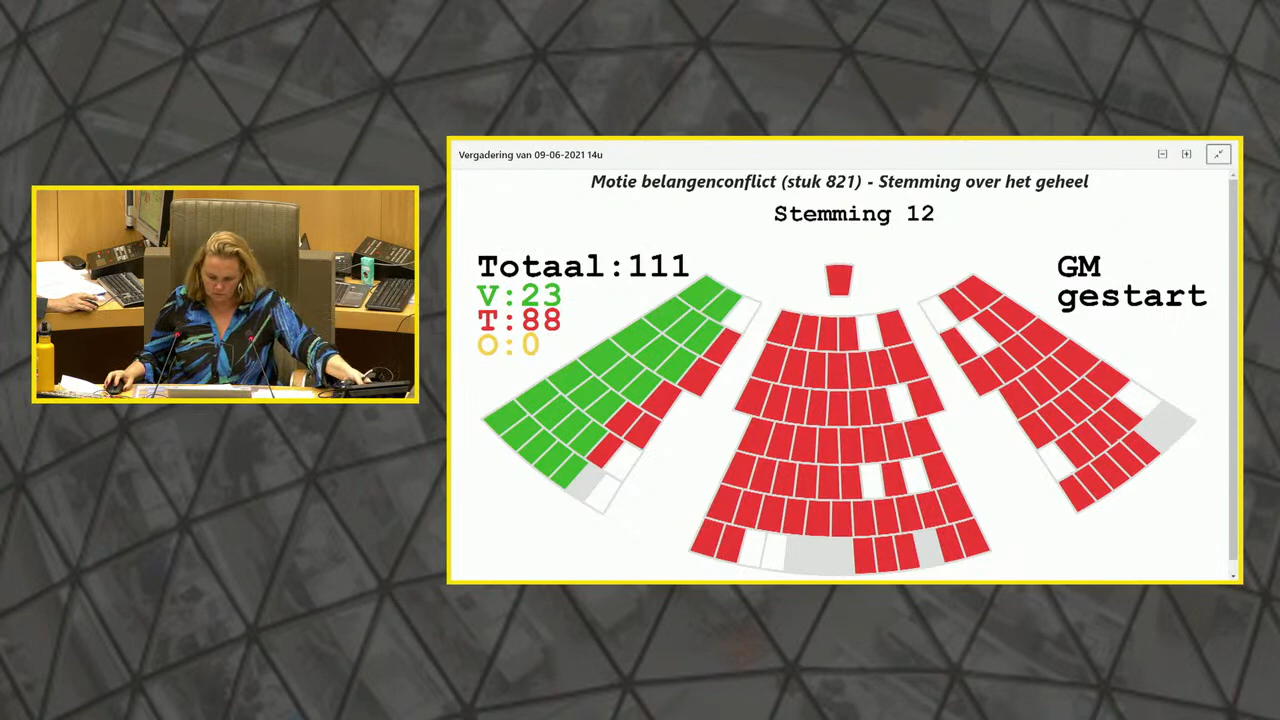 Vergadering van 09-06-2021 14u
Motie belangenconflict (stuk 821) - Stemming over het geheel
Stemming 12
Totaal:111
V:23
T:88
O:0
GM
gestart